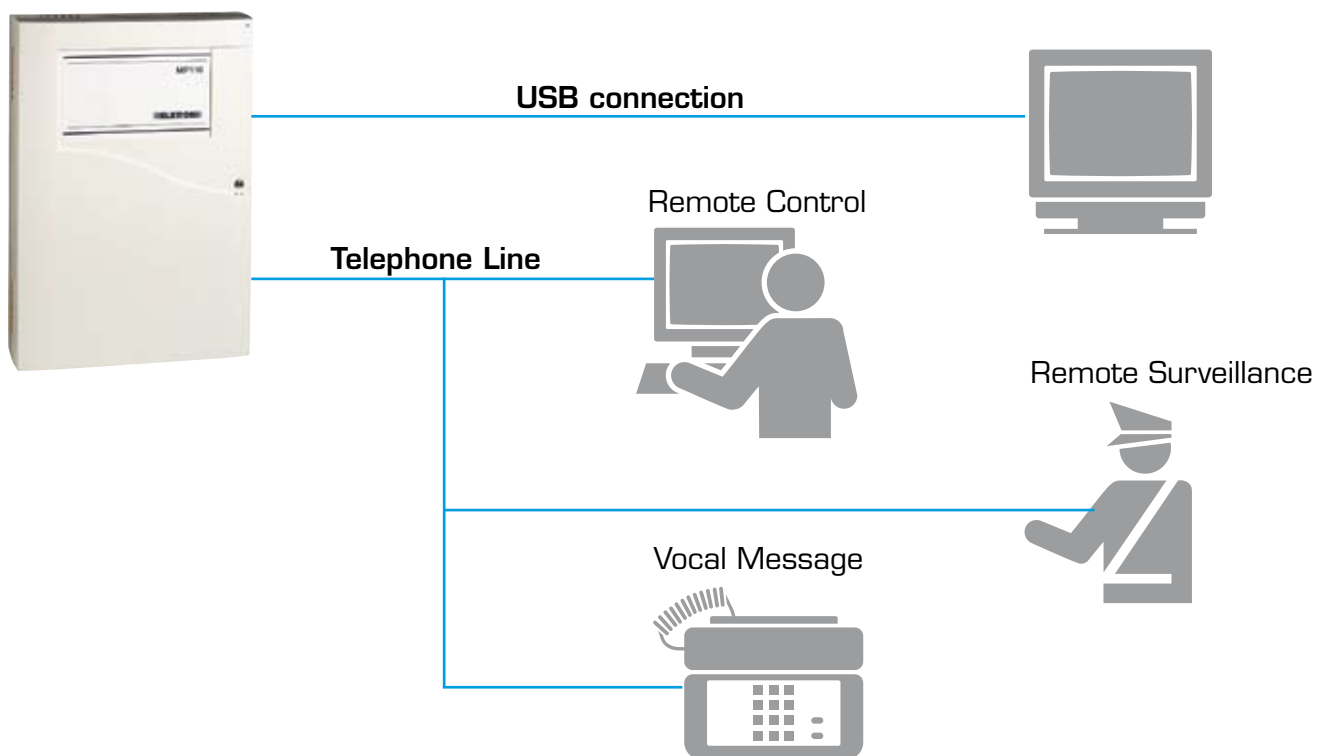 USB connection
Remote Control
Telephone Line
Remote Surveillance
Vocal Message